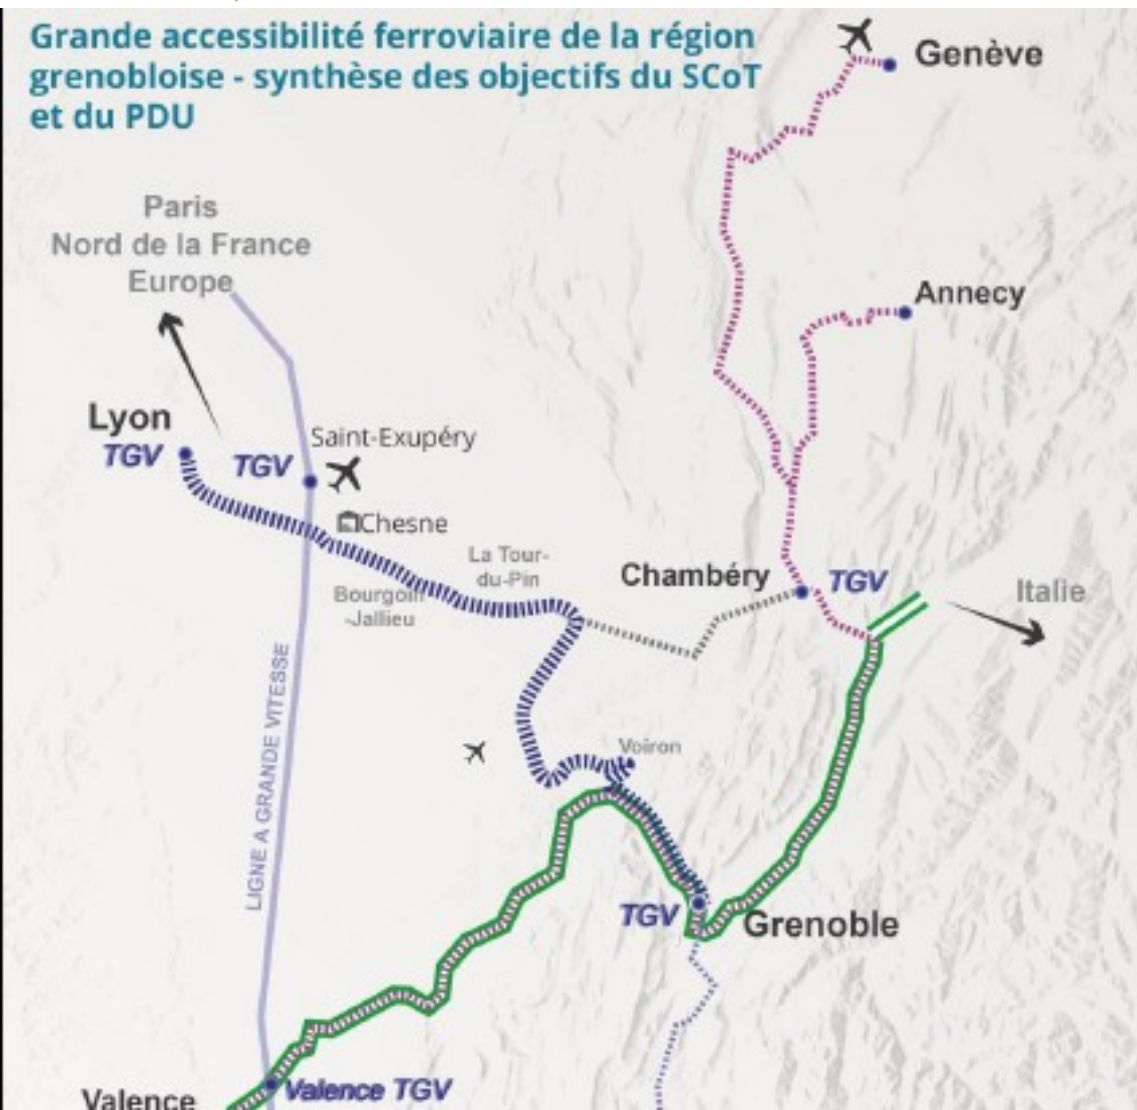 Grande accessibilité ferroviaire de la région
grenobloise - synthèse des objectifs du SCoT
et du PDU
Genève
Paris
Nord de la France
Europe
Annecy
Lyon
TGV
TGV
Saint-Exupéry
Chesne
La Tour-
du-Pin
Bourgoin
-Jallieu
Chambéry
TGV
Italie
LIGNE A GRANDE VITESSE
Voiron
TGV
Grenoble
Valence TGV
Valence